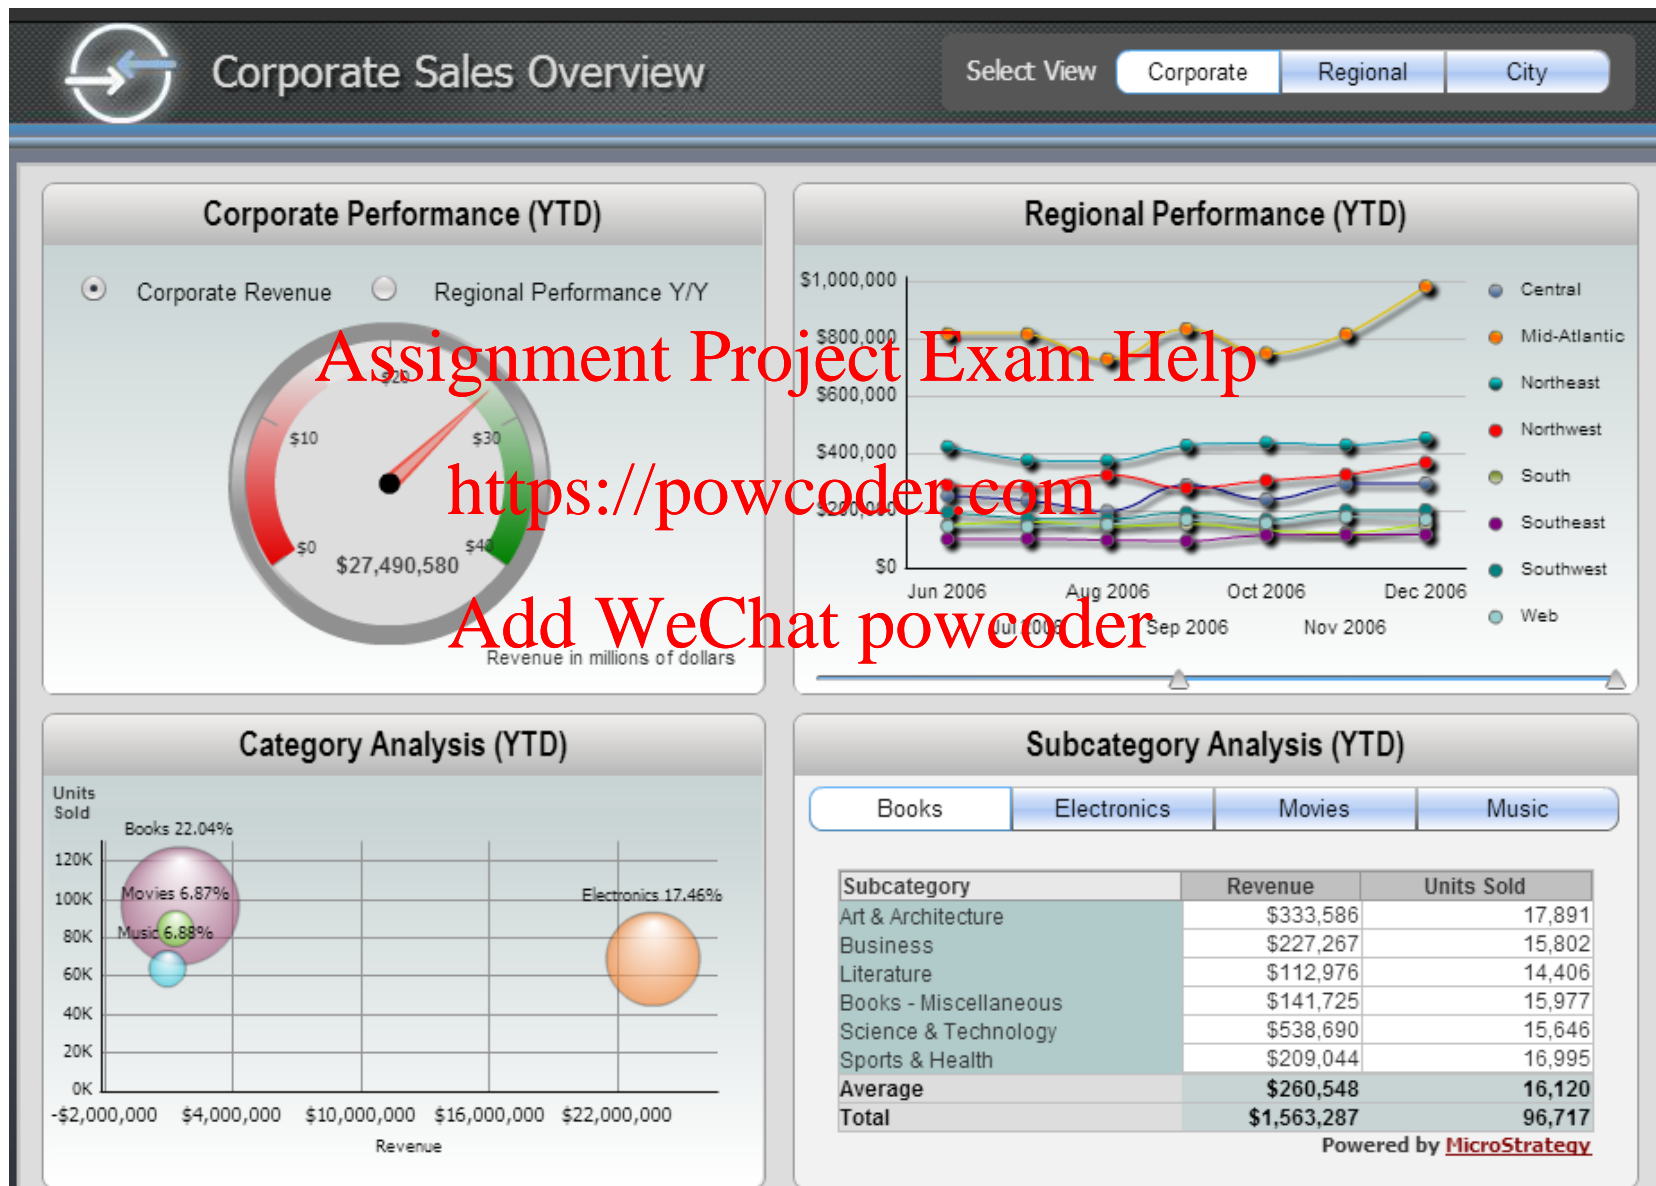 Corporate Sales Overview
Select View
Corporate
Regional
City
Corporate Performance (YTD)
Corporate Revenue
Regional Performance Y/Y
$0
$10
$20
$30
$40
$27,490,580
Revenue in millions of dollars
Regional Performance (YTD)
$1,000,000
$800,000
$600,000
$400,000
$200,000
$0
Jun 2006
Jul 2006
Aug 2006
Sep 2006
Oct 2006
Nov 2006
Dec 2006
Central
Mid-Atlantic
Northeast
Northwest
South
Southeast
Southwest
Web
Assignment Project Exam Help
https://powcoder.com
Add WeChat powcoder
Category Analysis (YTD)
Units
Sold
120K
100K
80K
60K
40K
20K
0K
Books 22.04%
Movies 6.87%
Music 6.88%
Electronics 17.46%
-$2,000,000 $4,000,000 $10,000,000 $16,000,000 $22,000,000
Revenue
Subcategory Analysis (YTD)
Books Electronics Movies Music
Subcategory Revenue Units Sold
Art & Architecture $333,586 17,891
Business $227,267 15,802
Literature $112,976 14,406
Books - Miscellaneous $141,725 15,977
Science & Technology $538,690 15,646
Sports & Health $209,044 16,995
Average $260,548 16,120
Total $1,563,287 96,717
Powered by MicroStrategy